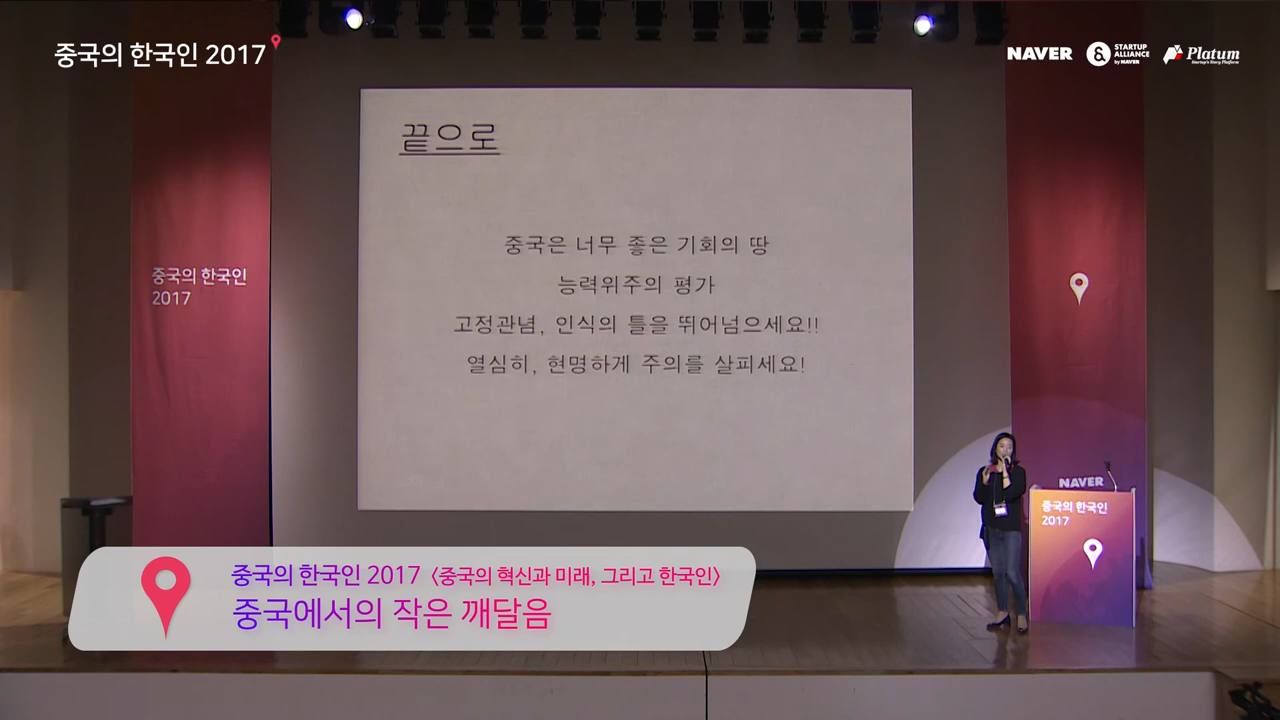 중국의 한국인 2017
NAVER
&
STARTUP
ALLIANCE
by NAVER
Platum
Startup's Story Platform
끝으로
중국은 너무 좋은 기회의 땅
능력위주의 평가
고정관념, 인식의 틀을 뛰어넘으세요!!
열심히, 현명하게 주의를 살피세요!
중국의 한국인
2017
NAVER
중국의 한국인
2017
중국의 한국인 2017 〈중국의 혁신과 미래, 그리고 한국인〉
중국에서의 작은 깨달음